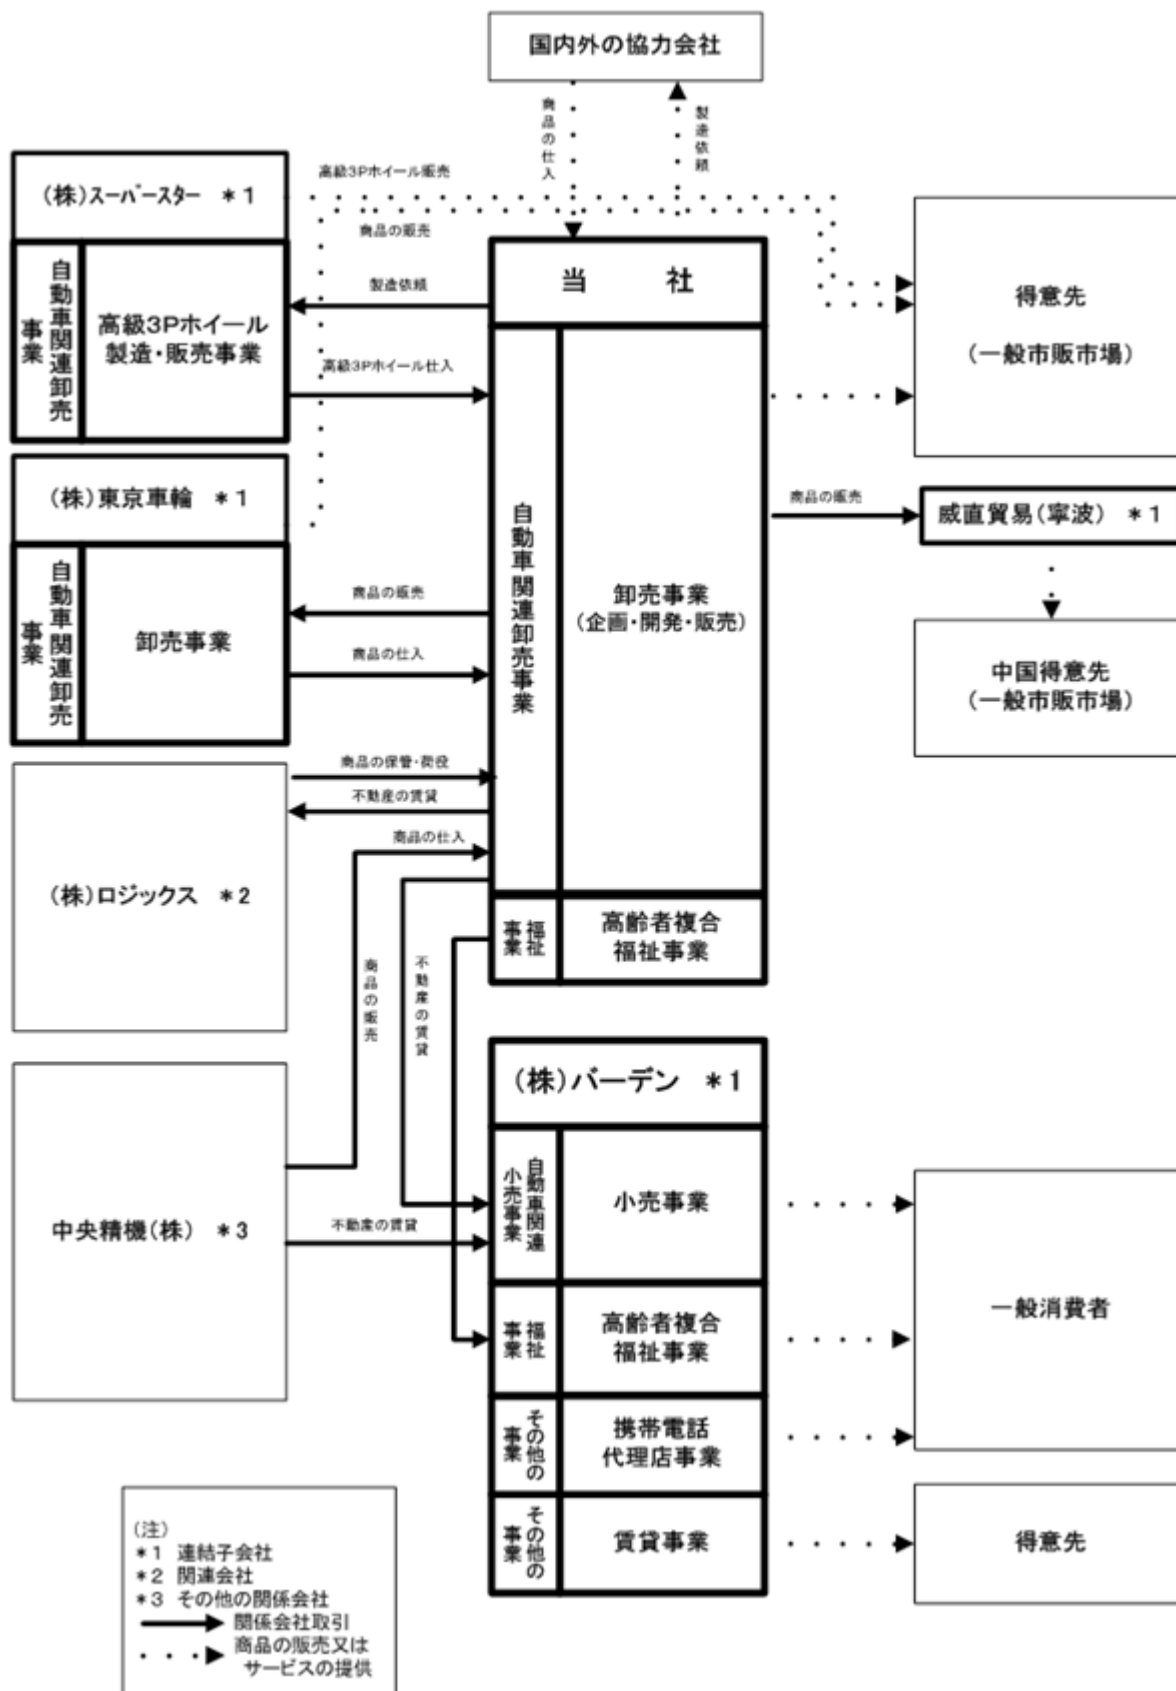 国内外の協力会社
商品の仕入
製造依頼
(株)スーパースター ＊1
自動車関連卸売
事業
高級3Pホイール
製造・販売事業
高級3Pホイール販売
商品の販売
製造依頼
高級3Pホイール仕入
当 社
自動車関連卸売事業
卸売事業
(企画・開発・販売)
得意先
(一般市販市場)
(株)東京車輪 ＊1
自動車関連卸売
事業
卸売事業
商品の販売
商品の仕入
商品の販売
威直貿易(寧波) ＊1
中国得意先
(一般市販市場)
(株)ロジックス ＊2
商品の保管・荷役
不動産の賃貸
商品の仕入
福祉
事業
高齢者複合
福祉事業
商品の販売
不動産の賃貸
中央精機(株) ＊3
不動産の賃貸
(株)バーデン ＊1
自動車関連
小売事業
小売事業
福祉
事業
高齢者複合
福祉事業
その他の
事業
携帯電話
代理店事業
その他の
事業
賃貸事業
一般消費者
得意先
(注)
＊1 連結子会社
＊2 関連会社
＊3 その他の関係会社
関係会社取引
商品の販売又は
サービスの提供